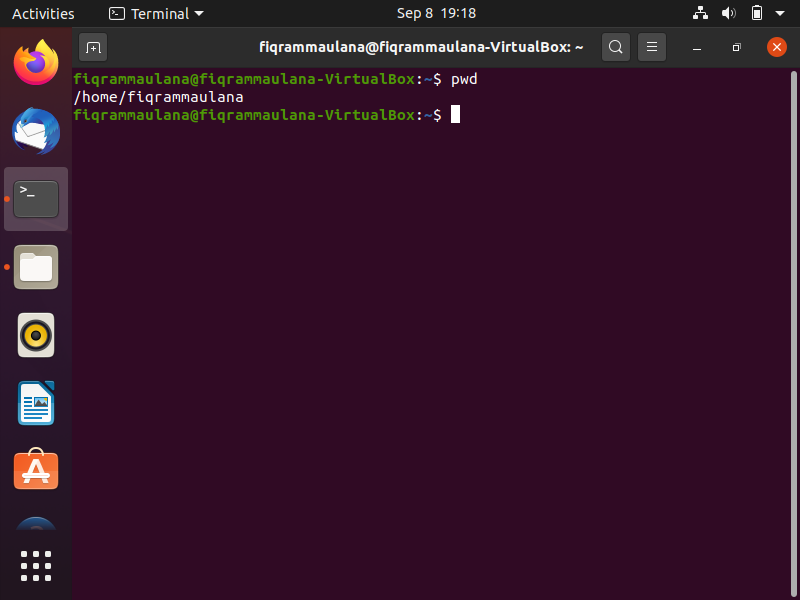 Activities Terminal Sep 8 19:18
fiqrammaulana@fiqrammaulana-VirtualBox: ~
fiqrammaulana@fiqrammaulana-VirtualBox:~$ pwd
/home/fiqrammaulana
fiqrammaulana@fiqrammaulana-VirtualBox:~$